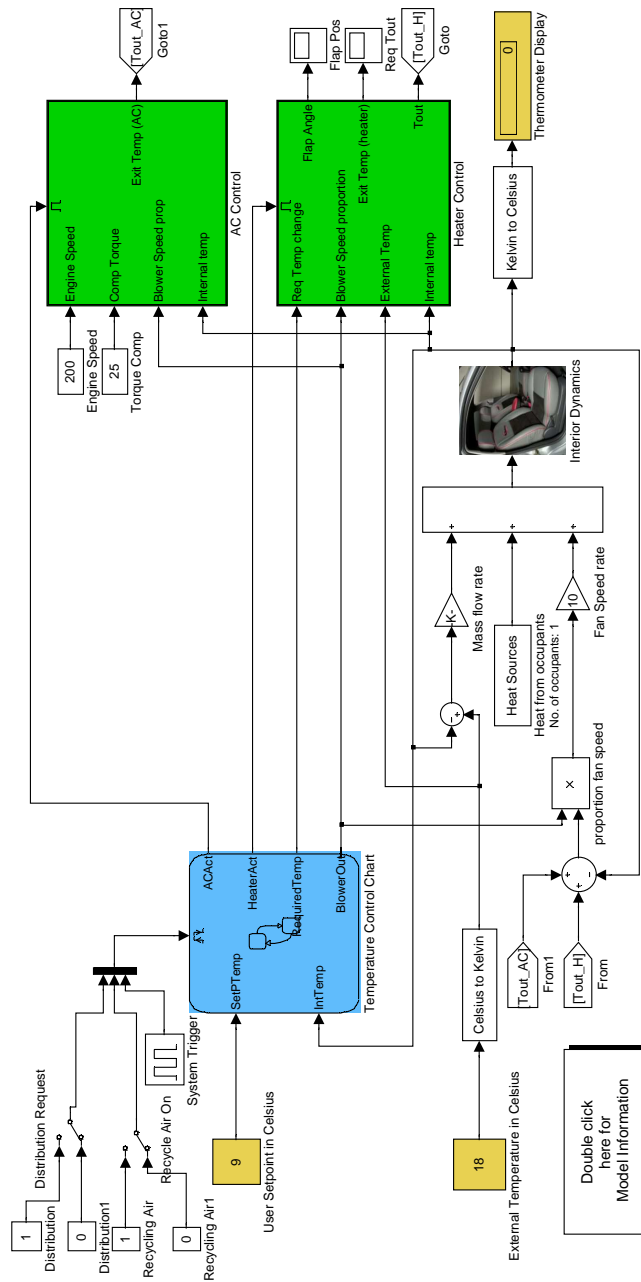 1
Distribution
0
Distribution1
1
Recycling Air
0
Recycling Air1
Distribution Request
Recycle Air On
System Trigger
9
User Setpoint in Celsius
SetPTemp
IntTemp
ACAct
HeaterAct
RequiredTemp
BlowerOut
Temperature Control Chart
200
Engine Speed
25
Torque Comp
Engine Speed
Comp Torque
Blower Speed prop
Internal temp
Exit Temp (AC)
AC Control
[Tout_AC]
Goto1
Req Temp change
Blower Speed proportion
External Temp
Internal temp
Flap Angle
Exit Temp (heater)
Tout
Heater Control
Flap Pos
Req Tout
[Tout_H]
Goto
18
External Temperature in Celsius
Celsius to Kelvin
[Tout_AC]
From1
[Tout_H]
From
+
+
-
×
proportion fan speed
-
+
-K-
Mass flow rate
Heat Sources
Heat from occupants
No. of occupants: 1
10
Fan Speed rate
+
+
+
Interior Dynamics
Kelvin to Celsius
0
Thermometer Display
Double click
here for
Model Information